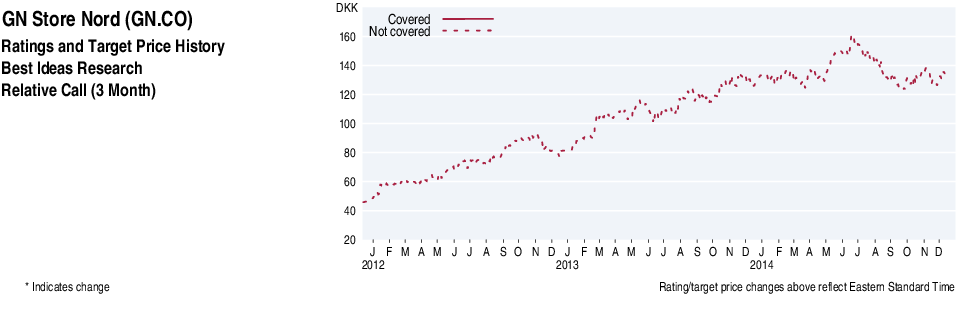 GN Store Nord (GN.CO)
Ratings and Target Price History
Best Ideas Research
Relative Call (3 Month)
DKK
Covered
Not covered
160
140
120
100
80
60
40
20
J F M A M J J A S O N D J F M A M J J A S O N D J F M A M J J A S O N D
2012 2013 2014
* Indicates change
Rating/target price changes above reflect Eastern Standard Time